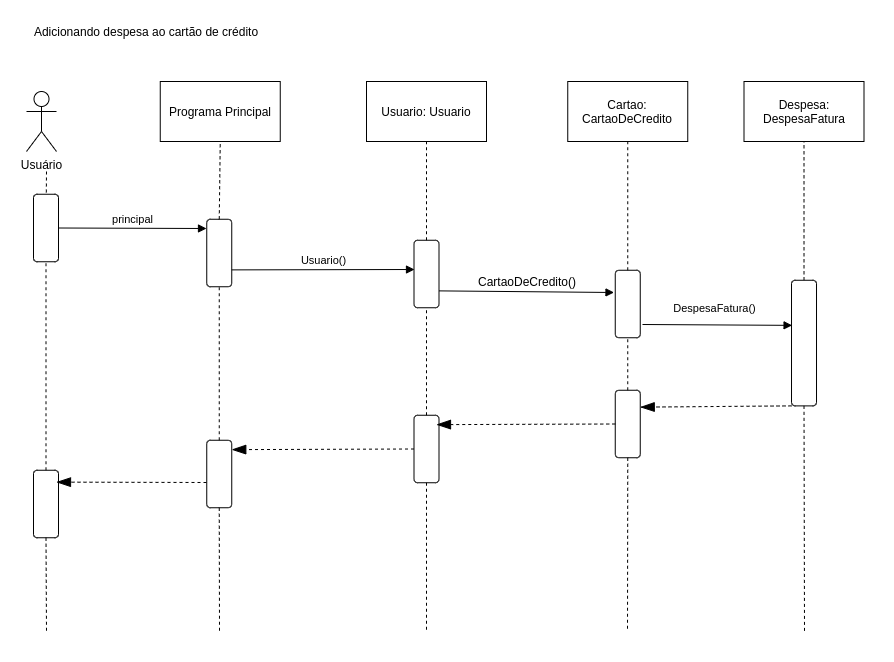 Adicionando despesa ao cartão de crédito
Programa Principal
Usuario: Usuario
Cartao:
CartaoDeCredito
Despesa:
DespesaFatura
Usuário
principal
Usuario()
CartaoDeCredito()
DespesaFatura()